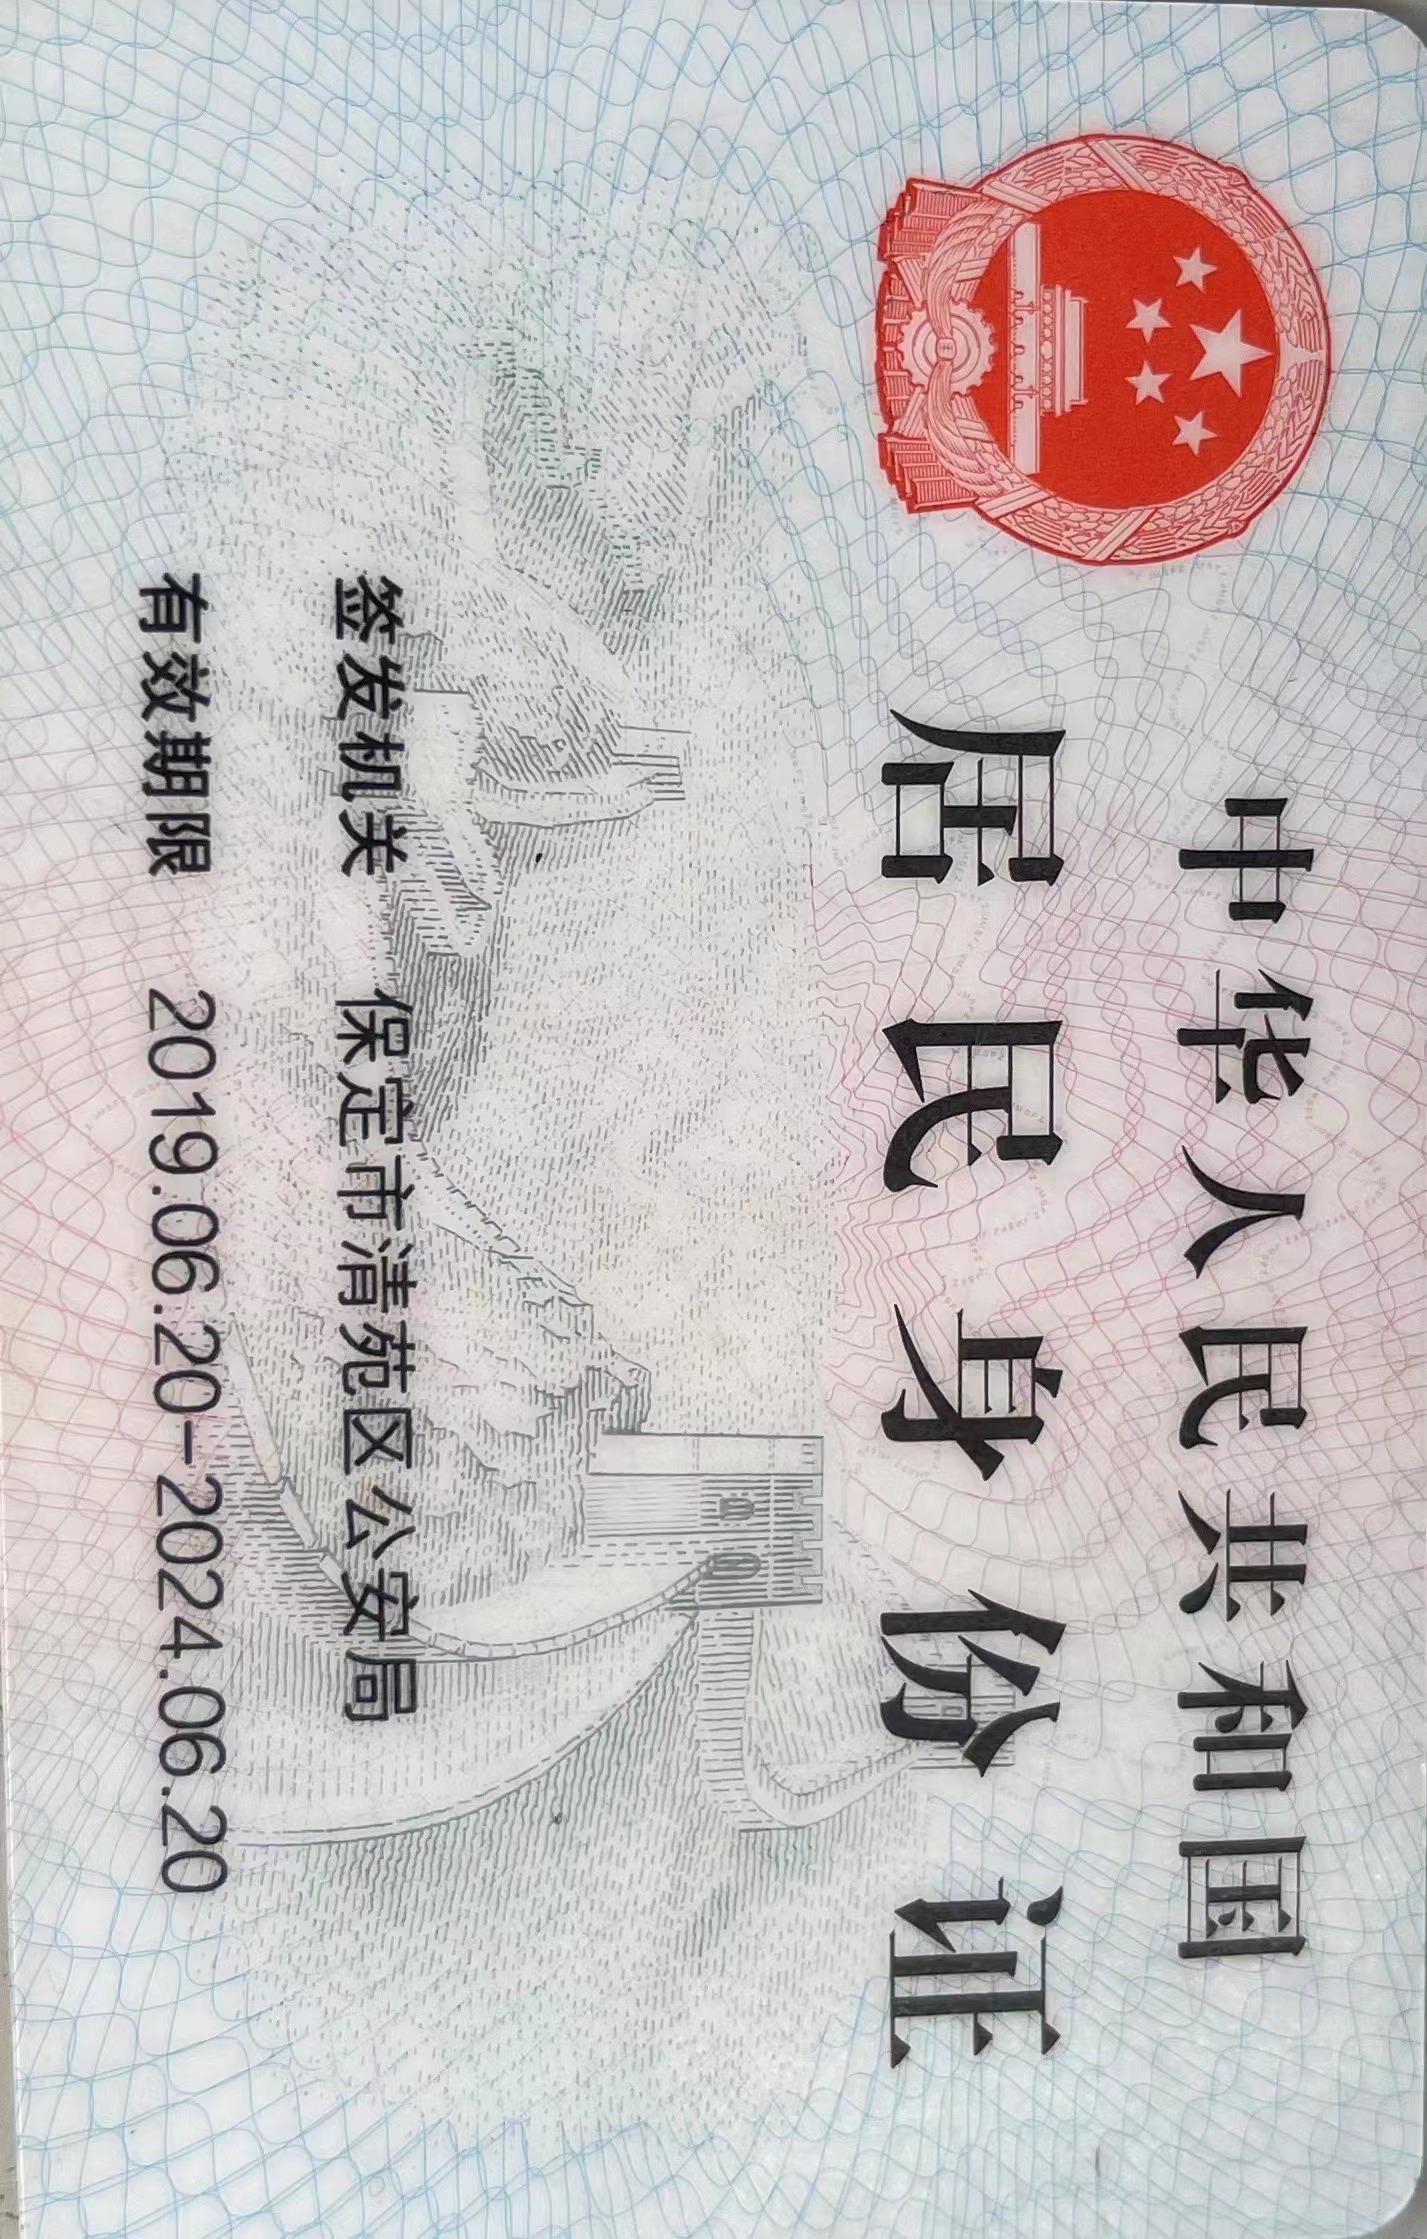 中华人民共和国
居民身份证
签发机关 保定市清苑区公安局
有效期限 2019.06.20-2024.06.20